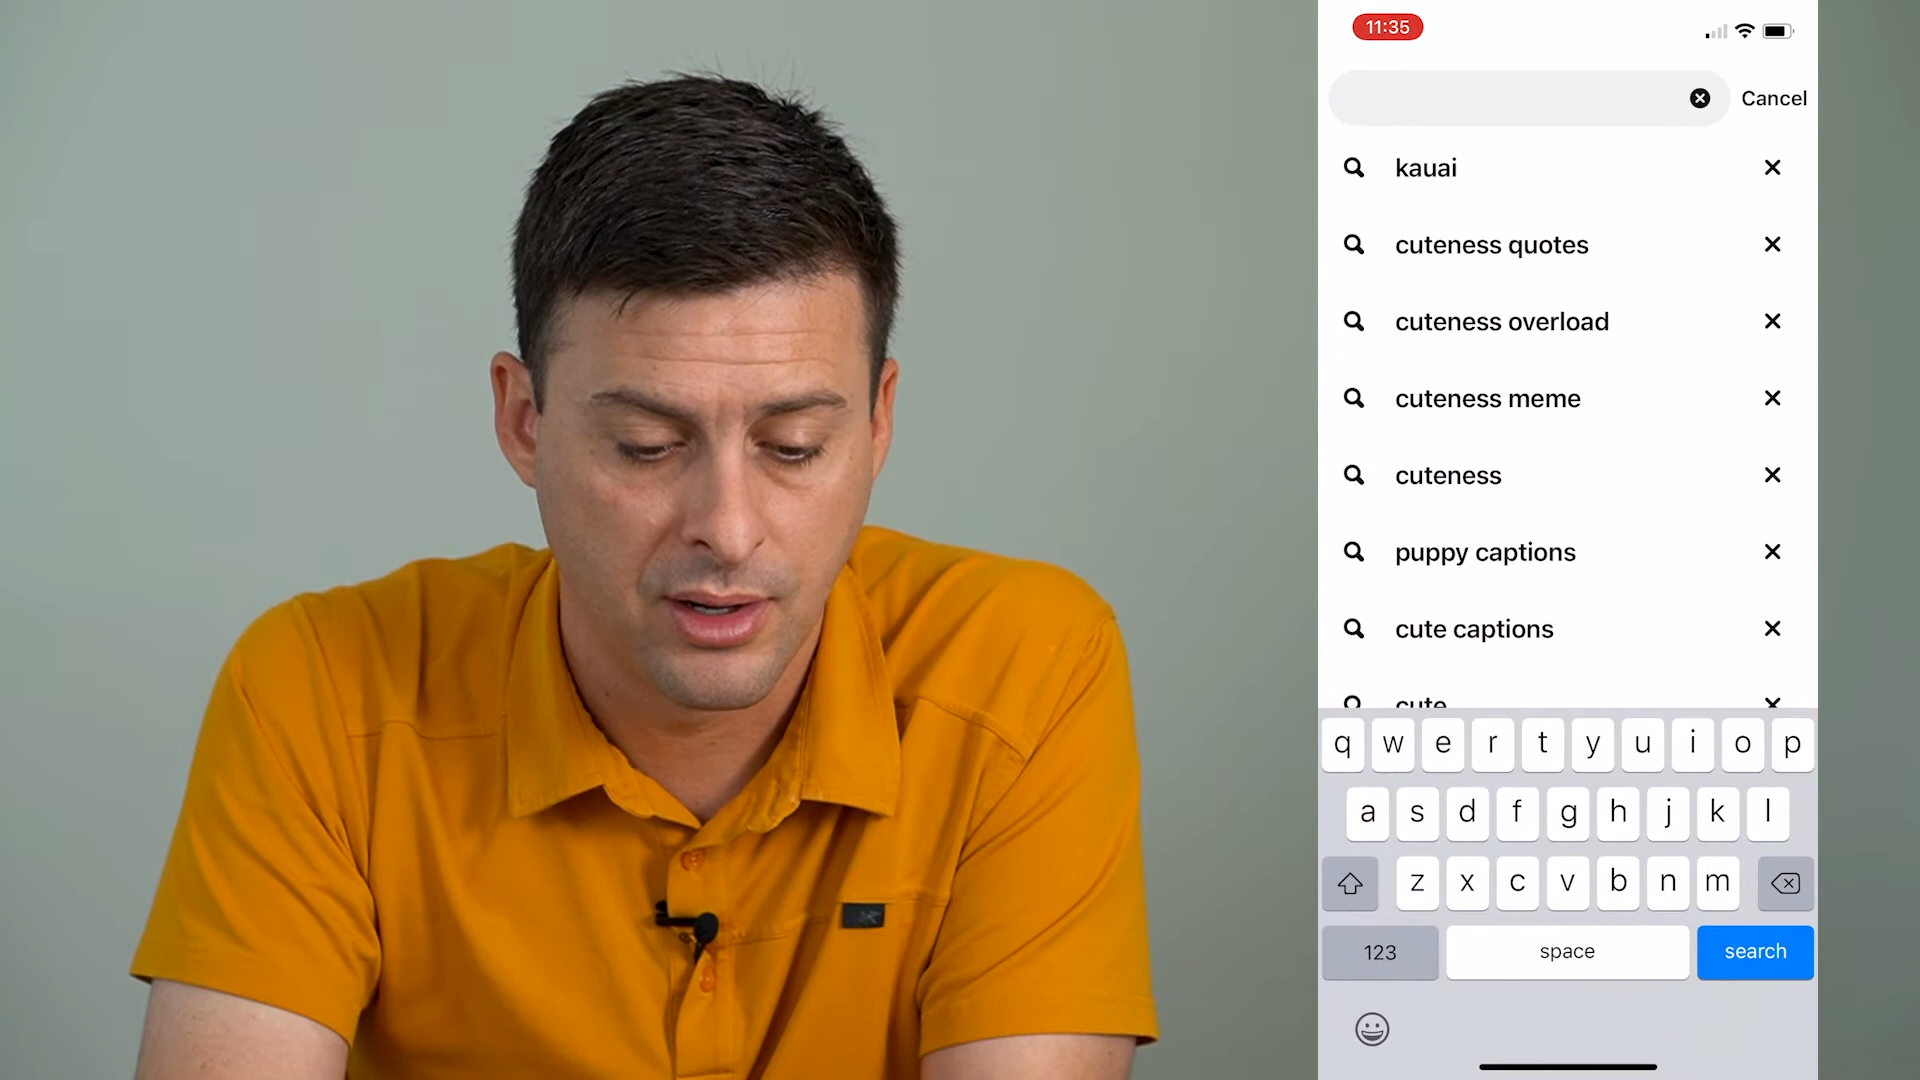 11:35
Cancel
kauai
cuteness quotes
cuteness overload
cuteness meme
cuteness
puppy captions
cute captions
cute
q w e r t y u i o p
a s d f g h j k l
z x c v b n m
123 space search